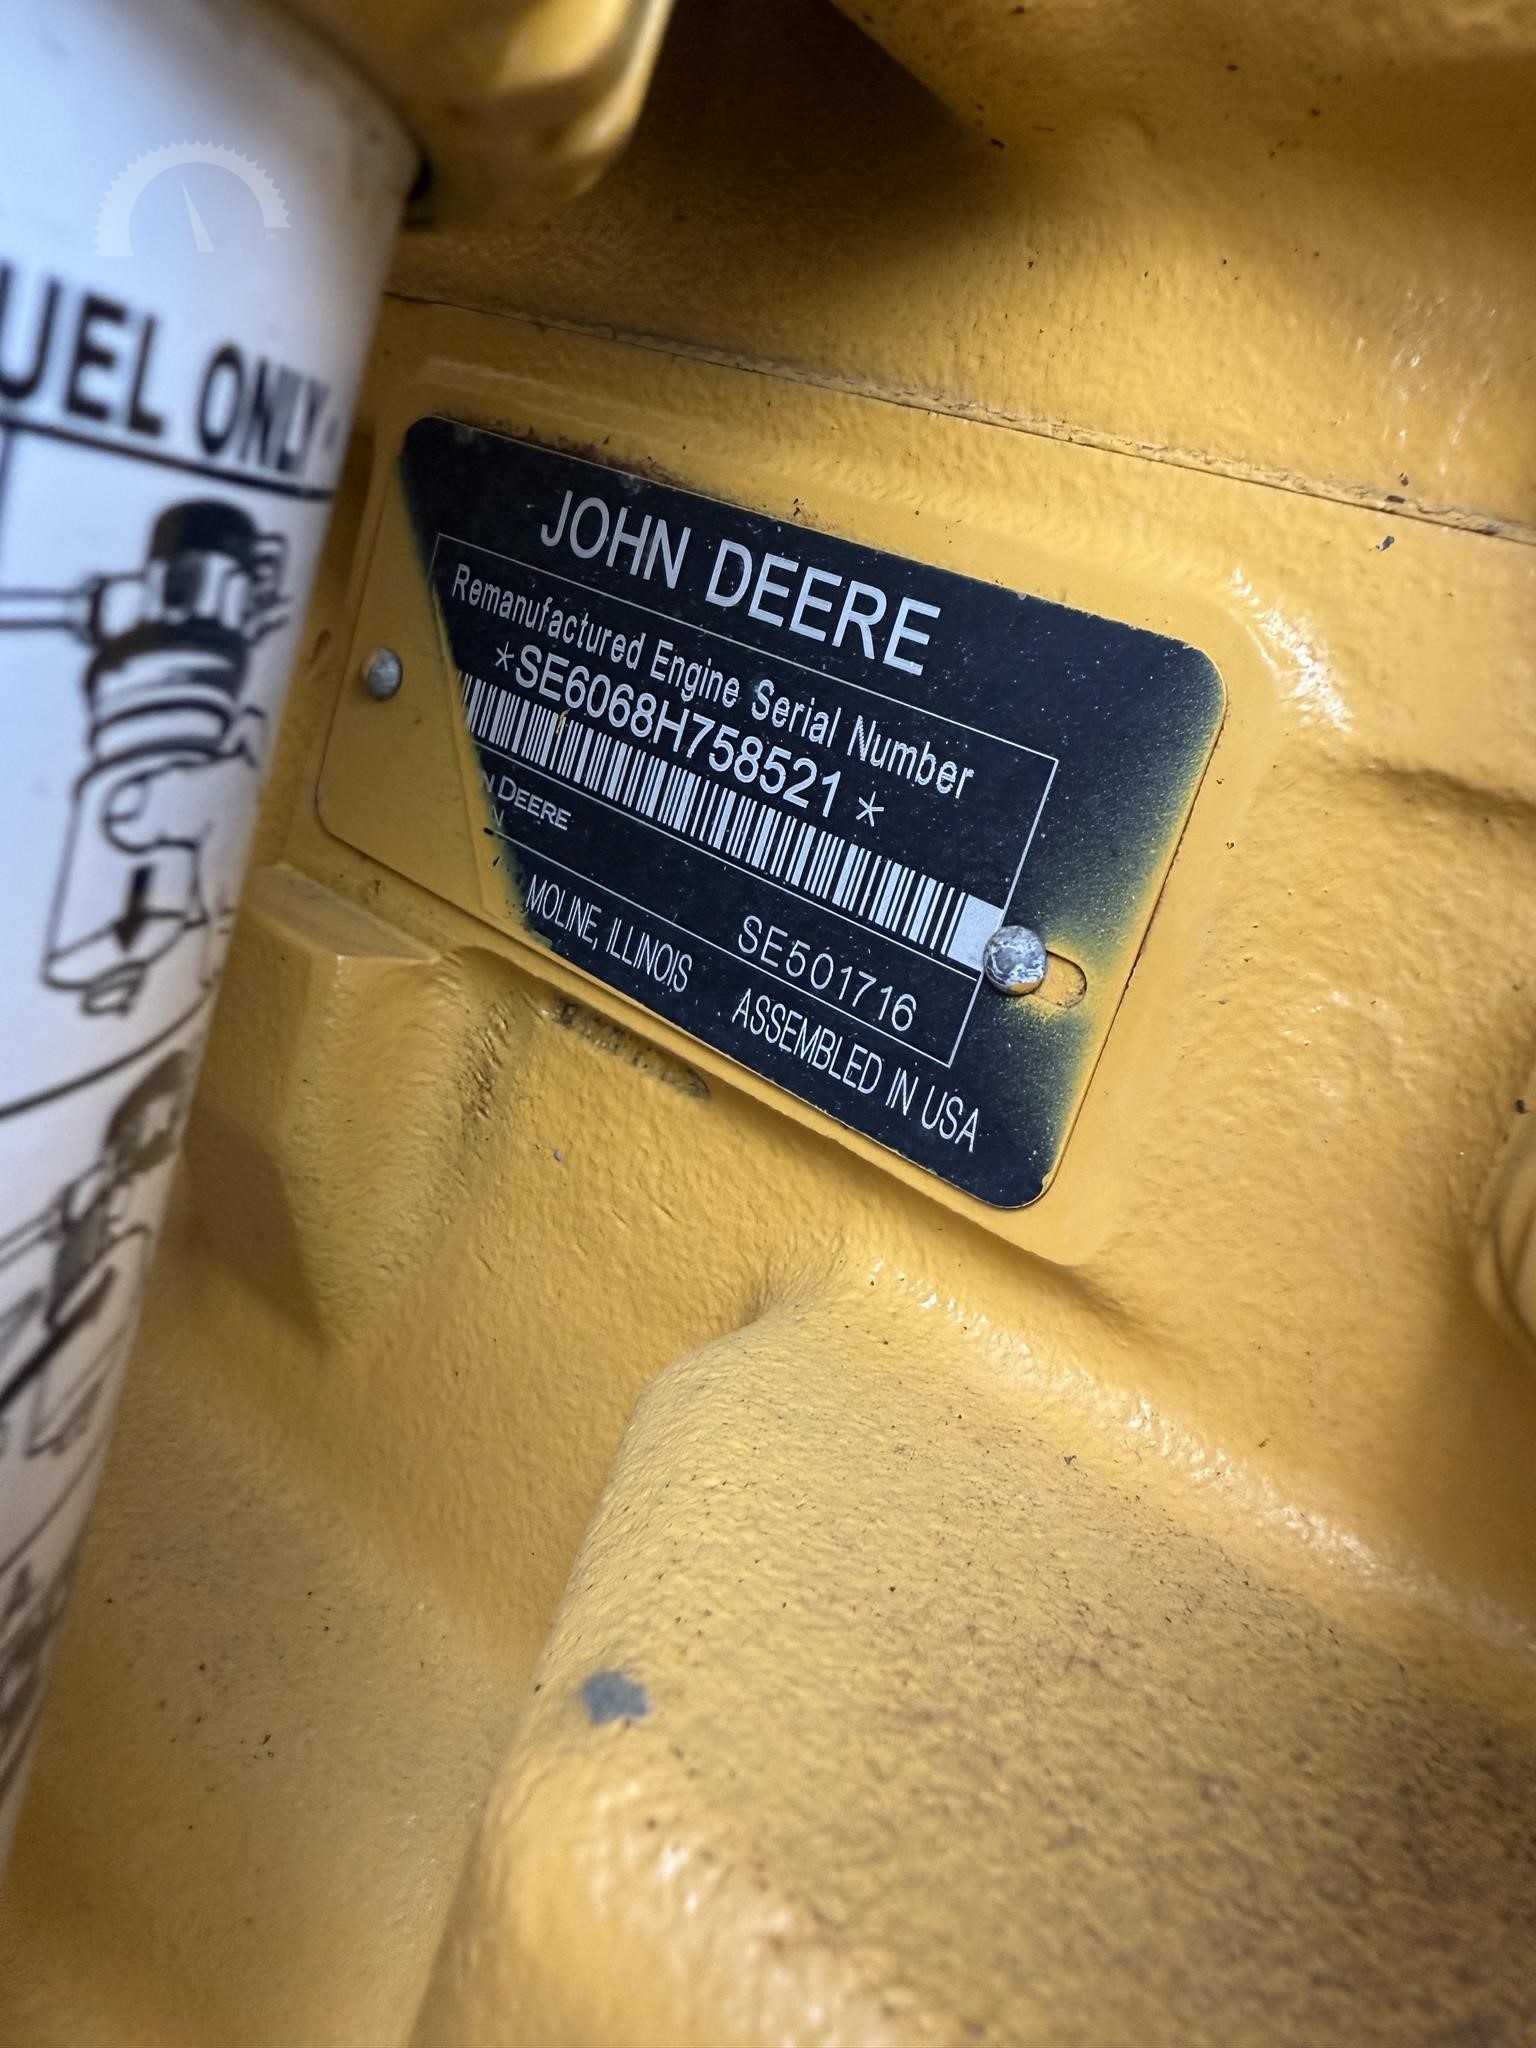 UEL ONLY
JOHN DEERE
Remanufactured Engine Serial Number
*SE6068H758521*
N DEERE
SE501716
MOLINE, ILLINOIS ASSEMBLED IN USA